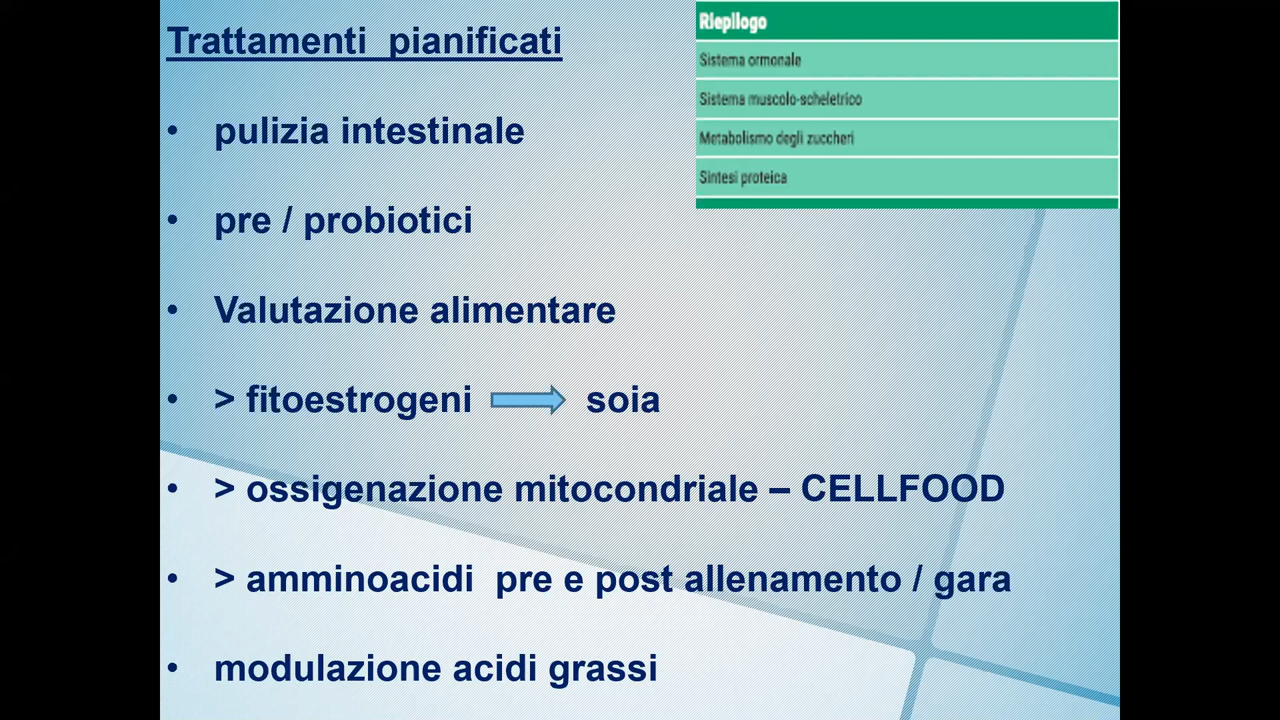 Trattamenti pianificati
• pulizia intestinale
• pre / probiotici
• Valutazione alimentare
• > fitoestrogeni soia
• > ossigenazione mitocondriale – CELLFOOD
• > amminoacidi pre e post allenamento / gara
• modulazione acidi grassi
Riepilogo
Sistema ormonale
Sistema muscolo-scheletrico
Metabolismo degli zuccheri
Sintesi proteica